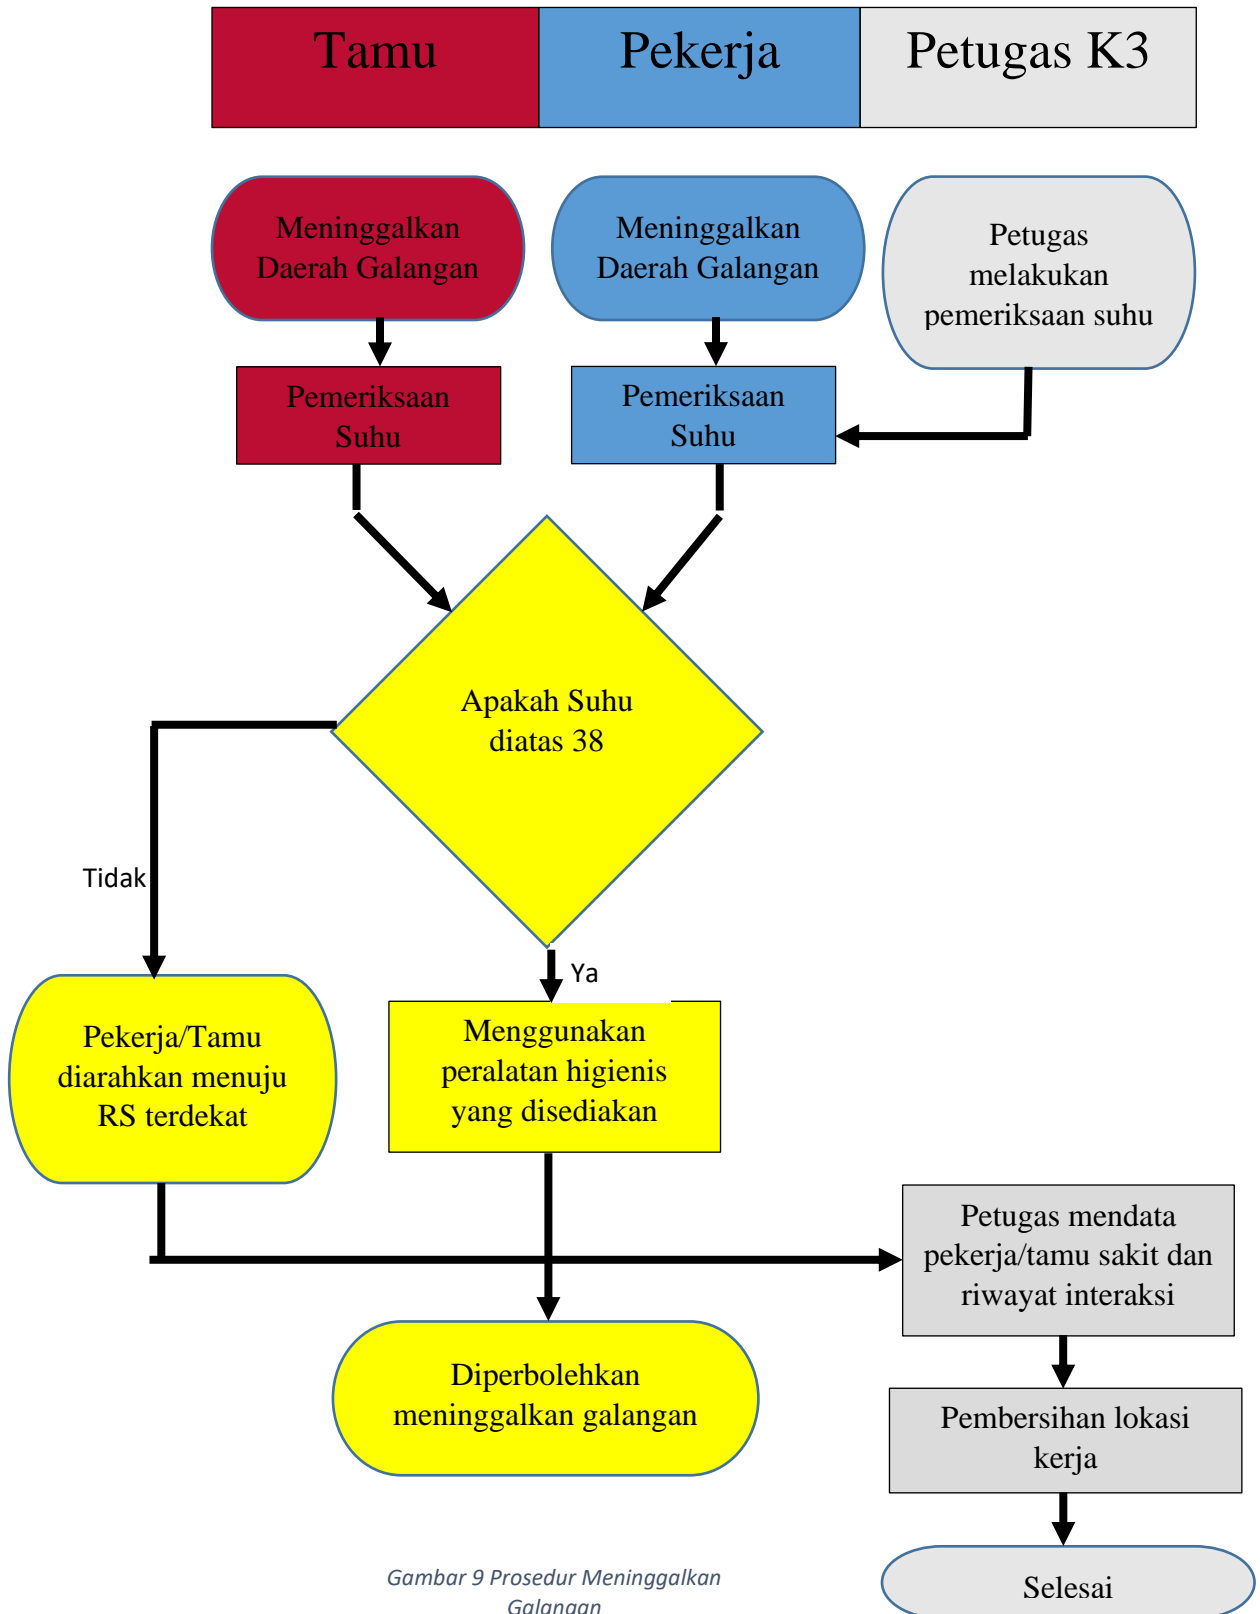 Tamu
Pekerja
Petugas K3
Meninggalkan
Daerah Galangan
Meninggalkan
Daerah Galangan
Petugas
melakukan
pemeriksaan suhu
Pemeriksaan
Suhu
Pemeriksaan
Suhu
Apakah Suhu
diatas 38
Tidak
Ya
Pekerja/Tamu
diarahkan menuju
RS terdekat
Menggunakan
peralatan higienis
yang disediakan
Petugas mendata
pekerja/tamu sakit dan
riwayat interaksi
Diperbolehkan
meninggalkan galangan
Pembersihan lokasi
kerja
Selesai
Gambar 9 Prosedur Meninggalkan
Galangan